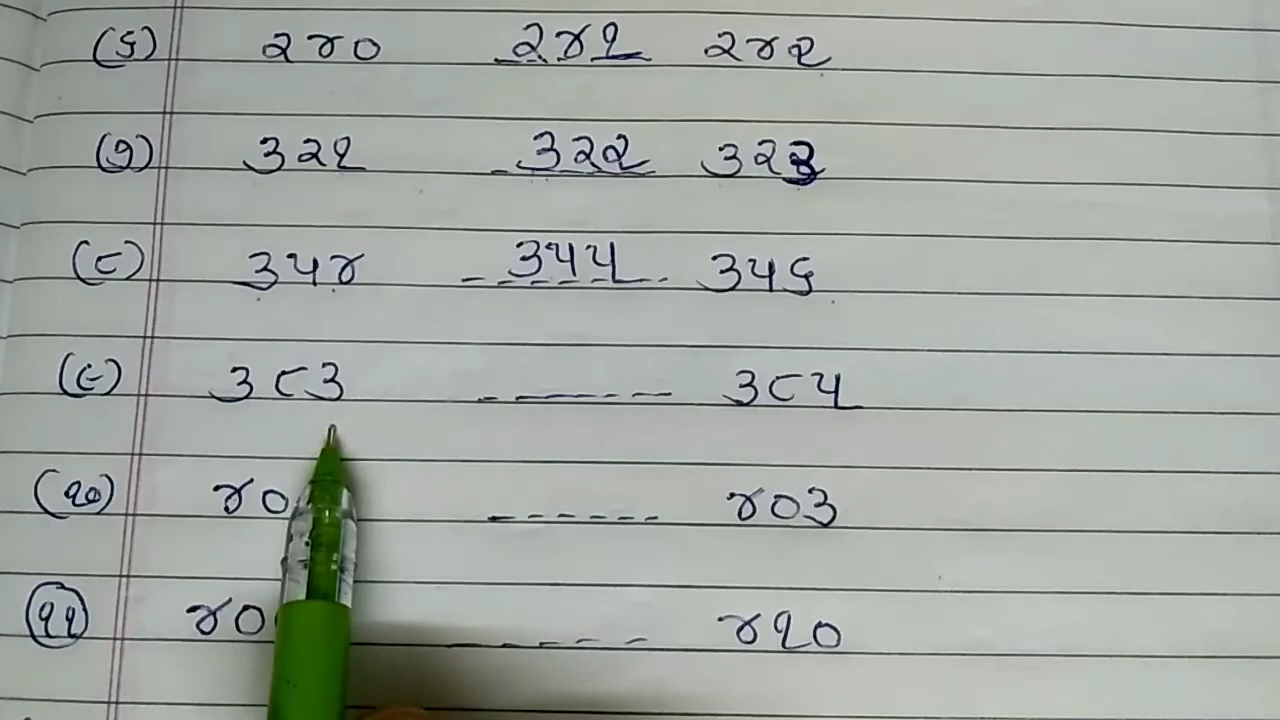 (૬) ૨૪૦ ૨૪૧ ૨૪૨
(૭) ૩૨૧ ૩૨૨ ૩૨૩
(૮) ૩૫૪ ૩૫૫ ૩૫૬
(૯) ૩૮૩ ------ ૩૮૫
(૧૦) ૪૦ ------ ૪૦૩
(૧૧) ૪૦ ------ ૪૧૦